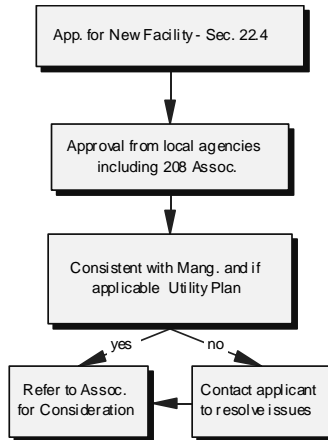 App. for New Facility - Sec. 22.4
Approval from local agencies
including 208 Assoc.
Consistent with Mang. and if
applicable Utility Plan
yes
no
Refer to Assoc.
for Consideration
Contact applicant
to resolve issues